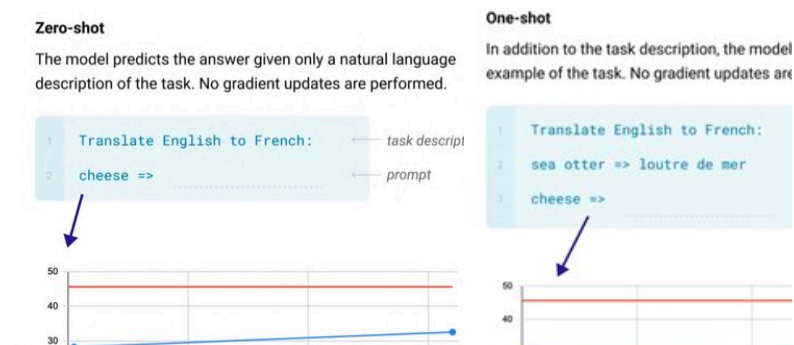 Zero-shot
The model predicts the answer given only a natural language
description of the task. No gradient updates are performed.
1 Translate English to French:
task descript
2 cheese =>
prompt
50
40
30
One-shot
In addition to the task description, the model
example of the task. No gradient updates are
1 Translate English to French:
2 sea otter => loutre de mer
3 cheese =>
50
40